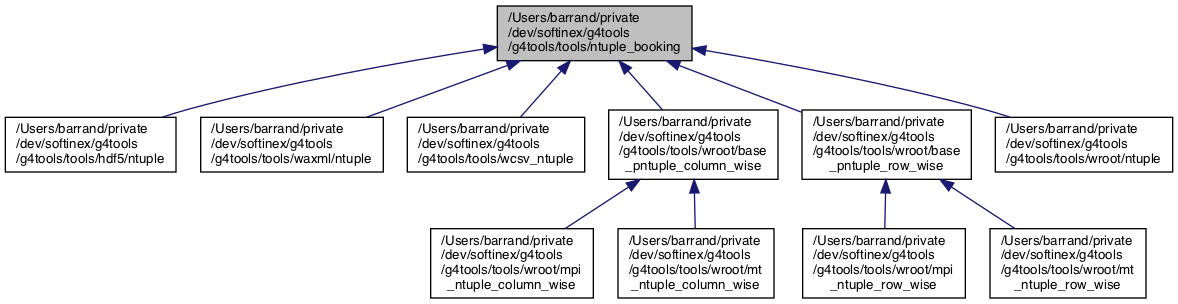 /Users/barrand/private
/dev/softinex/g4tools
/g4tools/tools/ntuple_booking
/Users/barrand/private
/dev/softinex/g4tools
/g4tools/tools/hdf5/ntuple
/Users/barrand/private
/dev/softinex/g4tools
/g4tools/tools/waxml/ntuple
/Users/barrand/private
/dev/softinex/g4tools
/g4tools/tools/wcsv_ntuple
/Users/barrand/private
/dev/softinex/g4tools
/g4tools/tools/wroot/base
_pntuple_column_wise
/Users/barrand/private
/dev/softinex/g4tools
/g4tools/tools/wroot/base
_pntuple_row_wise
/Users/barrand/private
/dev/softinex/g4tools
/g4tools/tools/wroot/ntuple
/Users/barrand/private
/dev/softinex/g4tools
/g4tools/tools/wroot/mpi
_ntuple_column_wise
/Users/barrand/private
/dev/softinex/g4tools
/g4tools/tools/wroot/mt
_ntuple_column_wise
/Users/barrand/private
/dev/softinex/g4tools
/g4tools/tools/wroot/mpi
_ntuple_row_wise
/Users/barrand/private
/dev/softinex/g4tools
/g4tools/tools/wroot/mt
_ntuple_row_wise